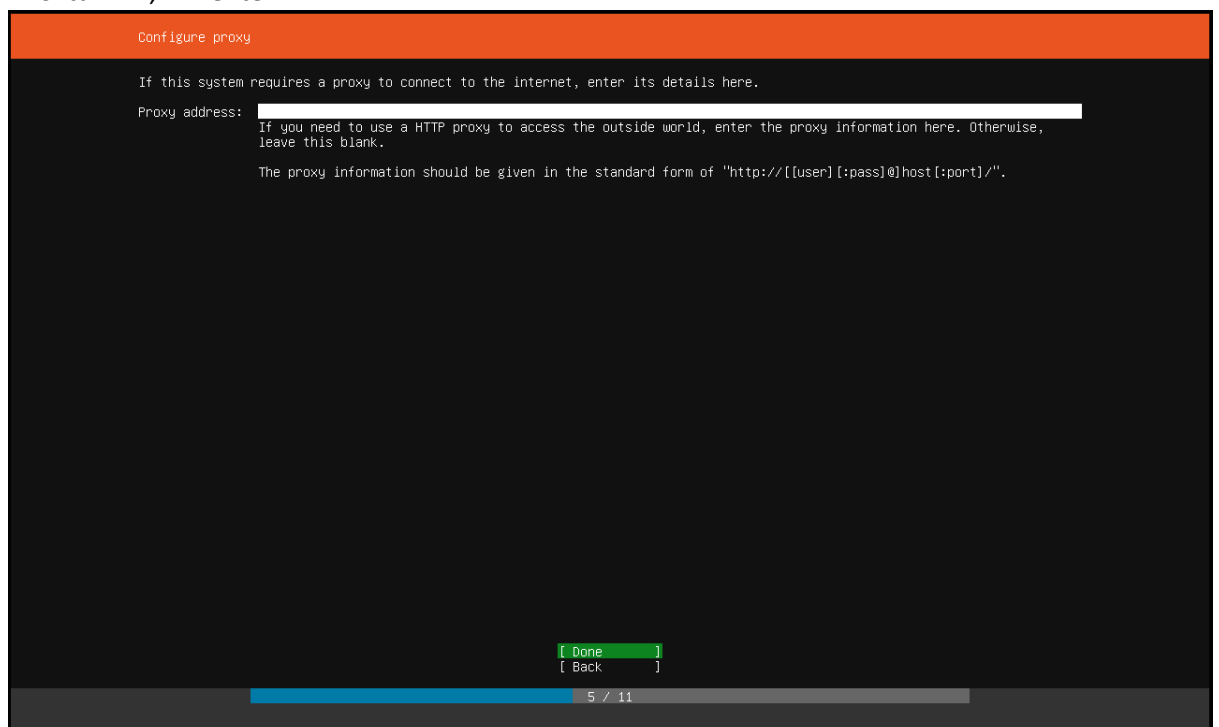 Configure proxy
If this system requires a proxy to connect to the internet, enter its details here.
Proxy address:
If you need to use a HTTP proxy to access the outside world, enter the proxy information here. Otherwise,
leave this blank.
The proxy information should be given in the standard form of "http://[[user][:pass]@]host[:port]/".
[ Done ]
[ Back ]
5 / 11